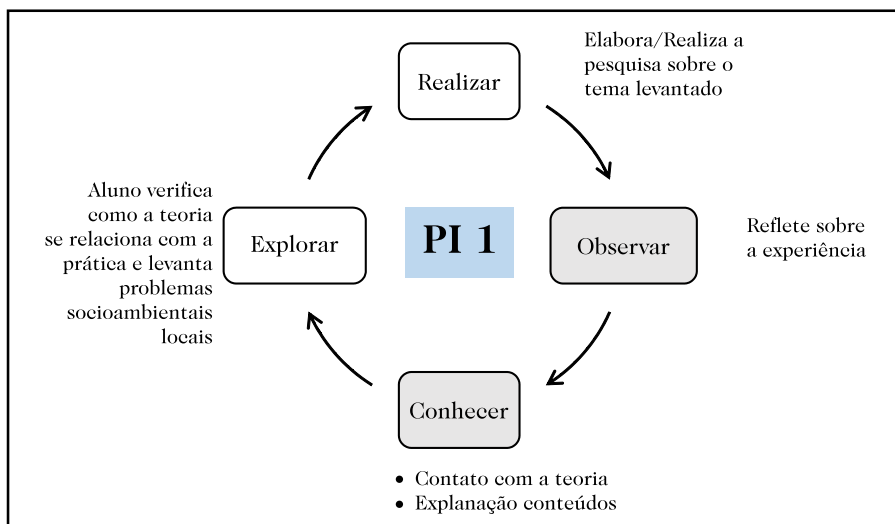 Realizar
Elabora/Realiza a
pesquisa sobre o
tema levantado
Aluno verifica
como a teoria
se relaciona com a
prática e levanta
problemas
socioambientais
locais
Explorar
PI 1
Observar
Reflete sobre
a experiência
Conhecer
• Contato com a teoria
• Explanação conteúdos